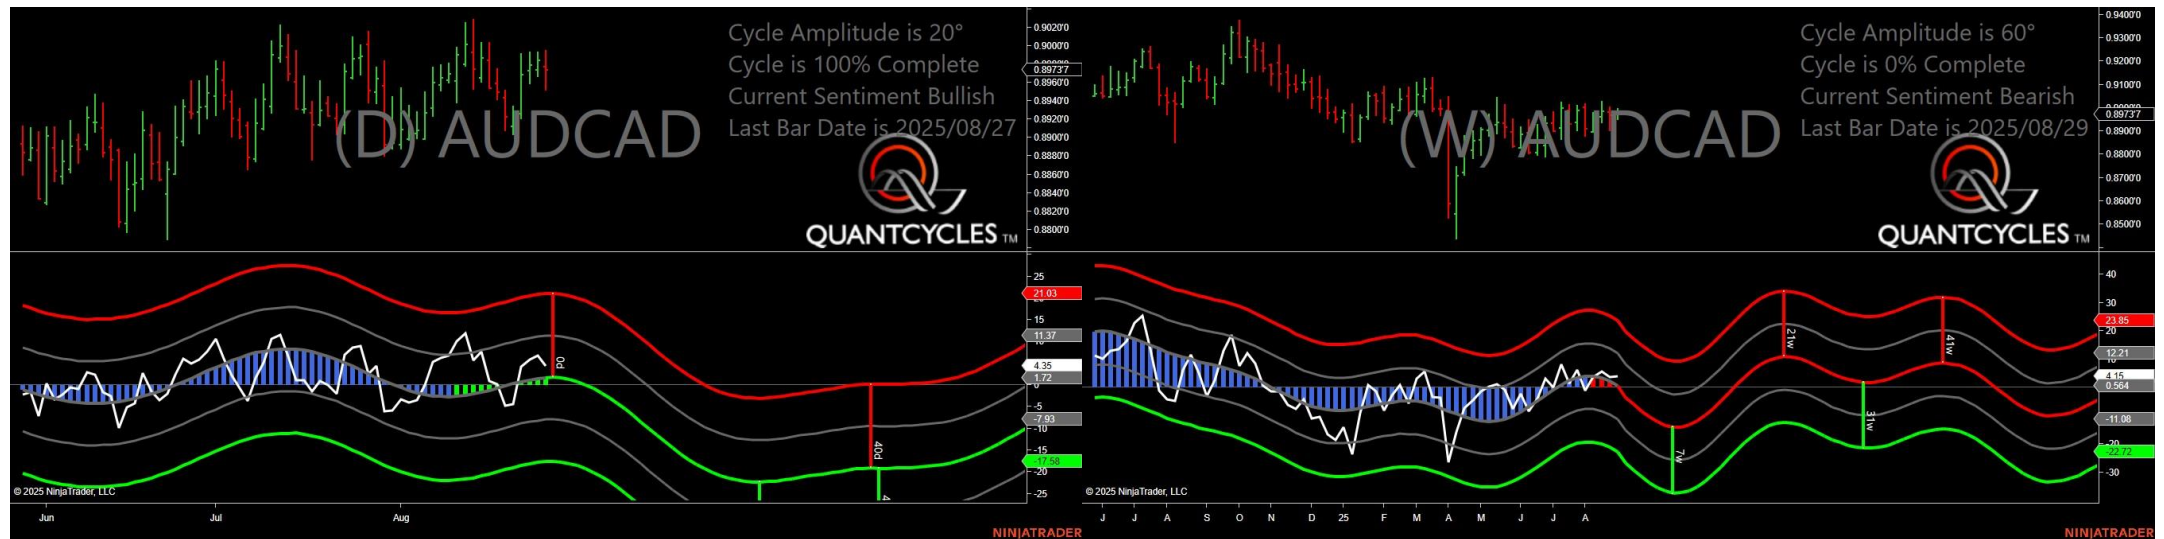 Cycle Amplitude is 20°
Cycle is 100% Complete
Current Sentiment Bullish
Last Bar Date is 2025/08/27
(D) AUDCAD
QUANTCYCLES TM
0.9020'0
0.9000'0
0.8973'7
0.8960'0
0.8940'0
0.8920'0
0.8900'0
0.8880'0
0.8860'0
0.8840'0
0.8820'0
0.8800'0
25
21.03
15
11.37
4.35
1.72
-5
-7.93
-10
-15
-17.58
-20
-25
0d
40d
4
© 2025 NinjaTrader, LLC
Jun Jul Aug
NINJATRADER
Cycle Amplitude is 60°
Cycle is 0% Complete
Current Sentiment Bearish
Last Bar Date is 2025/08/29
(W) AUDCAD
QUANTCYCLES TM
0.9400'0
0.9300'0
0.9200'0
0.9100'0
0.8973'7
0.8900'0
0.8800'0
0.8700'0
0.8600'0
0.8500'0
40
30
23.85
20
12.21
4.15
0.564
-11.08
-20
-22.72
-30
7w
21w
31w
41w
© 2025 NinjaTrader, LLC
J J A S O N D 25 F M A M J J A
NINJATRADER